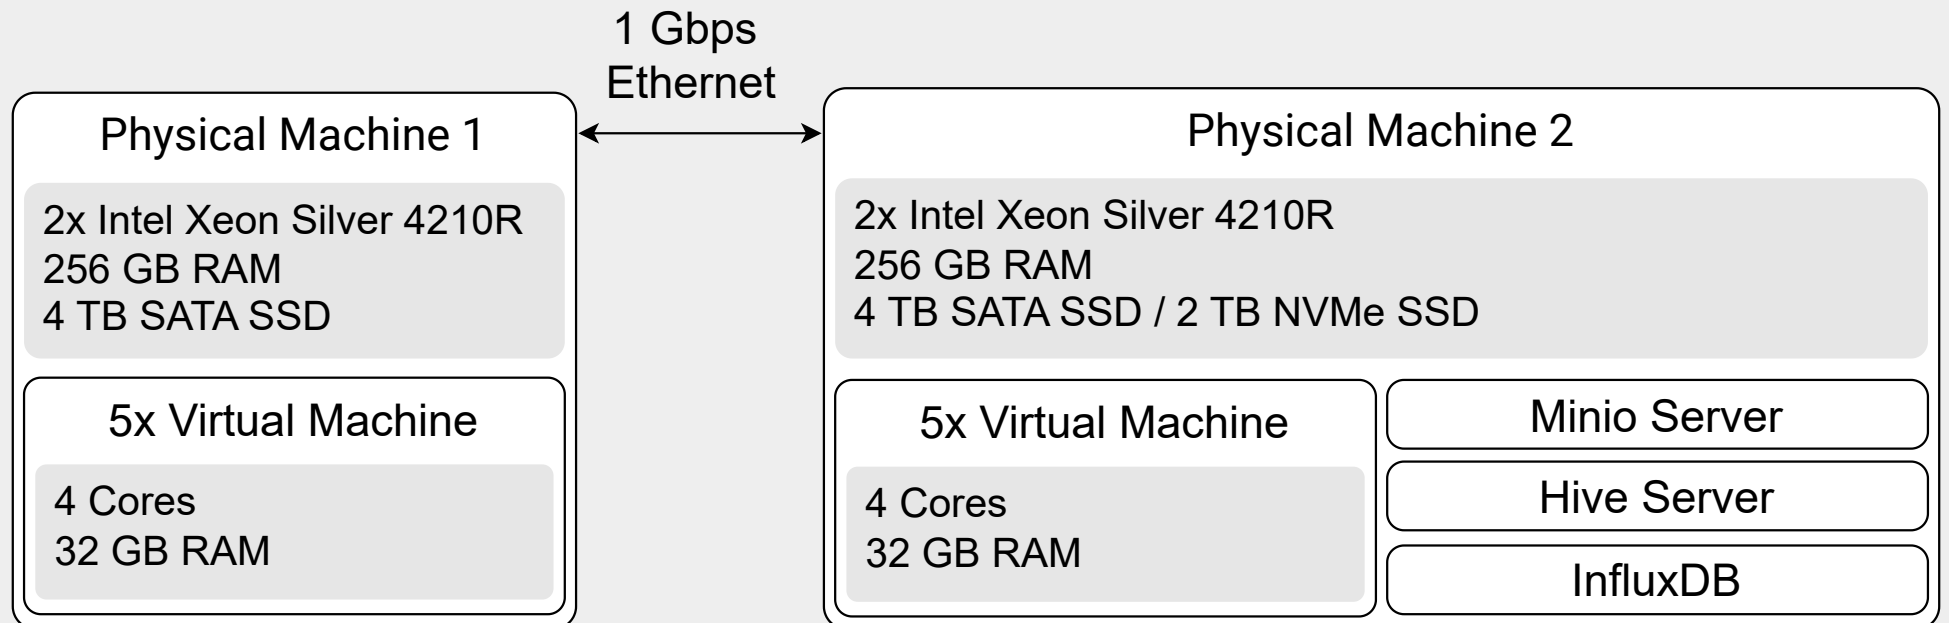 1 Gbps
Ethernet
Physical Machine 1
2x Intel Xeon Silver 4210R
256 GB RAM
4 TB SATA SSD
5x Virtual Machine
4 Cores
32 GB RAM
Physical Machine 2
2x Intel Xeon Silver 4210R
256 GB RAM
4 TB SATA SSD / 2 TB NVMe SSD
5x Virtual Machine
4 Cores
32 GB RAM
Minio Server
Hive Server
InfluxDB